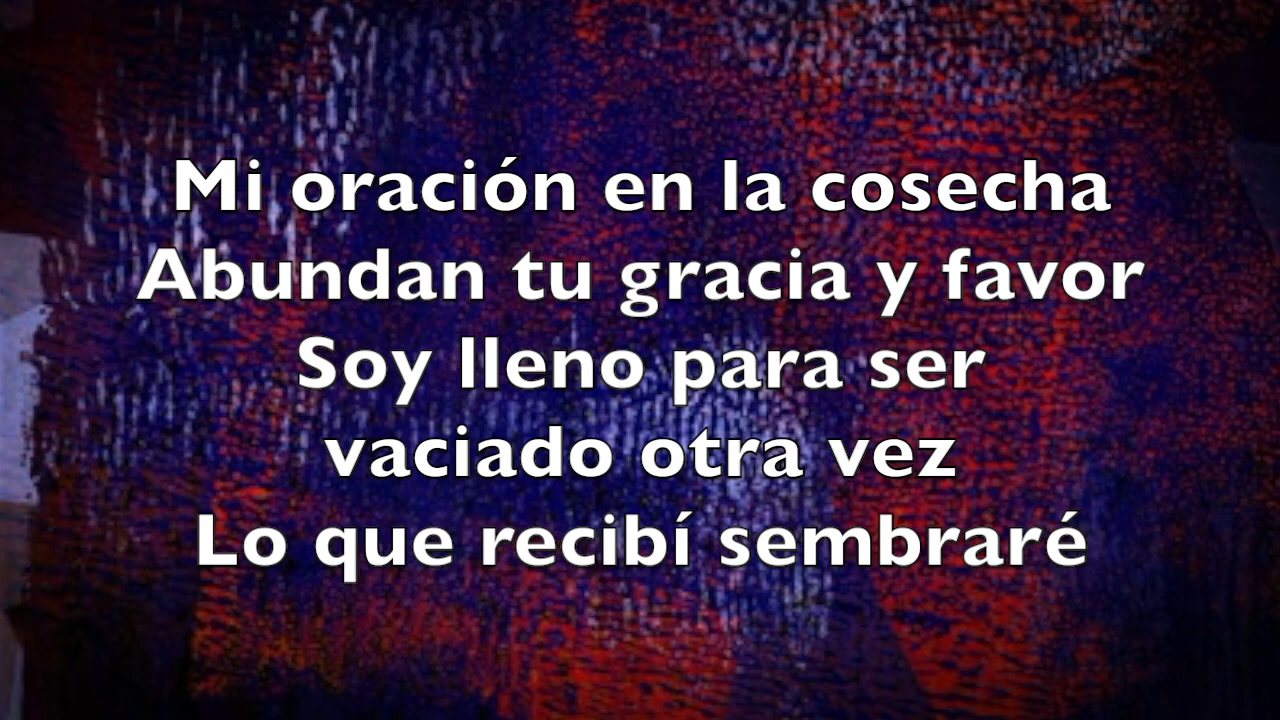 Mi oración en la cosecha
Abundan tu gracia y favor
Soy lleno para ser
vaciado otra vez
Lo que recibí sembraré